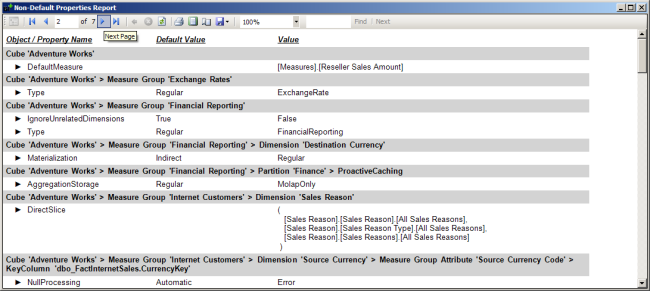 Non-Default Properties Report
2 of 7 100% Find | Next
Next Page
Object / Property Name Default Value Value
Cube 'Adventure Works'
DefaultMeasure [Measures].[Reseller Sales Amount]
Cube 'Adventure Works' > Measure Group 'Exchange Rates'
Type Regular ExchangeRate
Cube 'Adventure Works' > Measure Group 'Financial Reporting'
IgnoreUnrelatedDimensions True False
Type Regular FinancialReporting
Cube 'Adventure Works' > Measure Group 'Financial Reporting' > Dimension 'Destination Currency'
Materialization Indirect Regular
Cube 'Adventure Works' > Measure Group 'Financial Reporting' > Partition 'Finance' > ProactiveCaching
AggregationStorage Regular MolapOnly
Cube 'Adventure Works' > Measure Group 'Internet Customers' > Dimension 'Sales Reason'
DirectSlice (
[Sales Reason].[Sales Reason].[All Sales Reasons],
[Sales Reason].[Sales Reason Type].[All Sales Reasons],
[Sales Reason].[Sales Reasons].[All Sales Reasons]
)
Cube 'Adventure Works' > Measure Group 'Internet Customers' > Dimension 'Source Currency' > Measure Group Attribute 'Source Currency Code' >
KeyColumn 'dbo_FactInternetSales.CurrencyKey'
NullProcessing Automatic Error